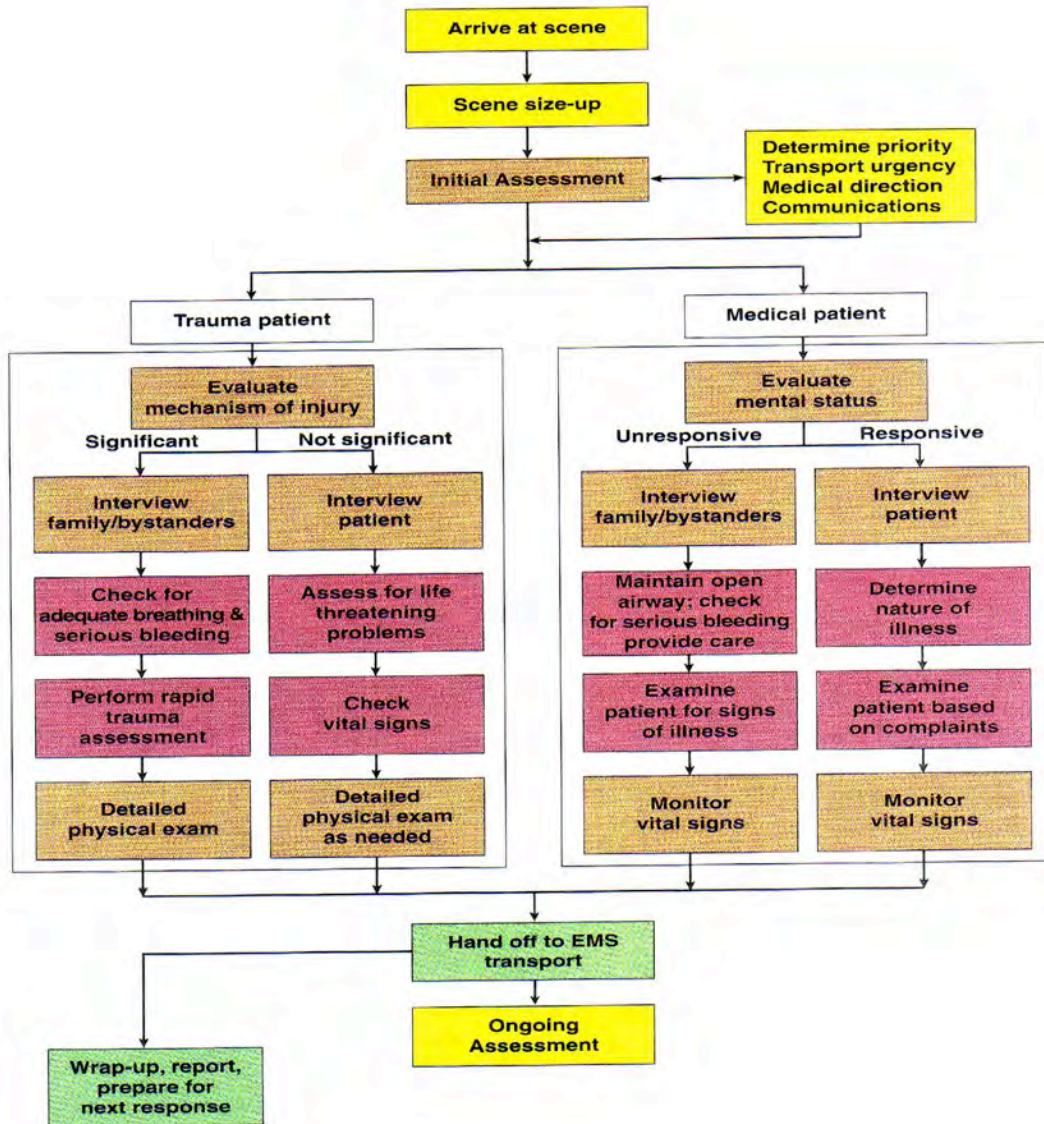 Arrive at scene
Scene size-up
Initial Assessment
Determine priority
Transport urgency
Medical direction
Communications
Trauma patient
Medical patient
Evaluate
mechanism of injury
Significant
Not significant
Interview
family/bystanders
Check for
adequate breathing &
serious bleeding
Perform rapid
trauma
assessment
Detailed
physical exam
Interview
patient
Assess for life
threatening
problems
Check
vital signs
Detailed
physical exam
as needed
Evaluate
mental status
Unresponsive
Responsive
Interview
family/bystanders
Maintain open
airway; check
for serious bleeding
provide care
Examine
patient for signs
of illness
Monitor
vital signs
Interview
patient
Determine
nature of
illness
Examine
patient based
on complaints
Monitor
vital signs
Hand off to EMS
transport
Ongoing
Assessment
Wrap-up, report,
prepare for
next response